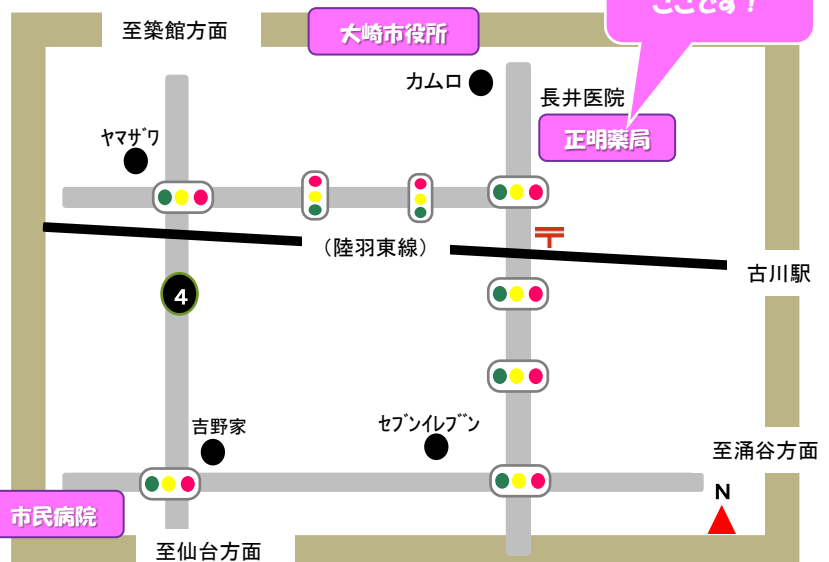 ここです！
至築館方面
大崎市役所
カムロ
長井医院
正明薬局
ﾔﾏｻﾞﾜ
〒
（陸羽東線）
古川駅
4
吉野家
ｾﾌﾞﾝｲﾚﾌﾞﾝ
至涌谷方面
N
市民病院
至仙台方面